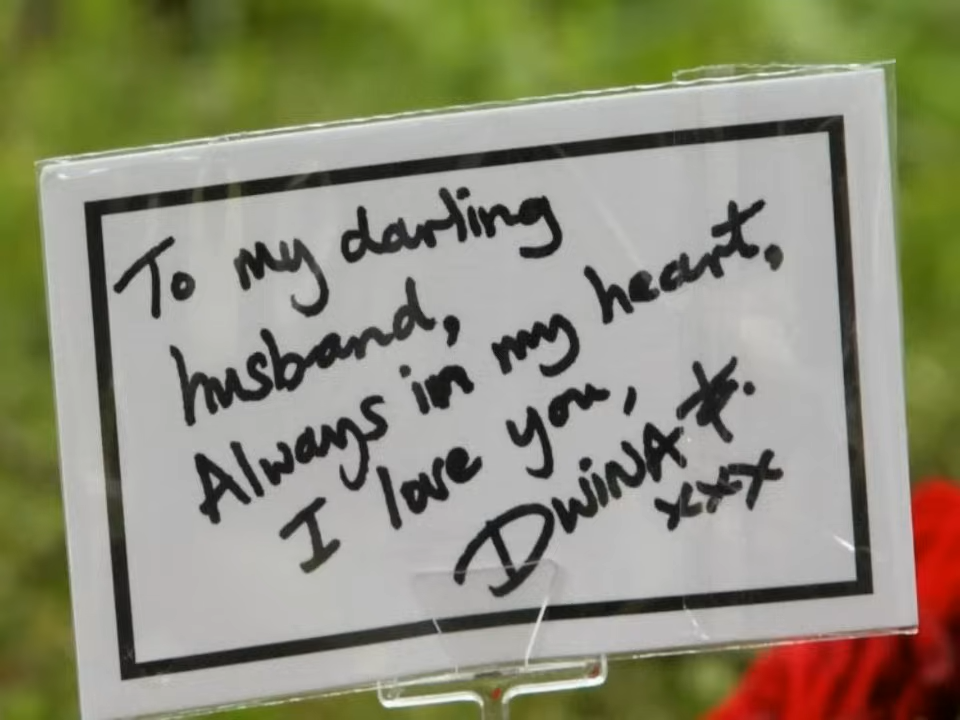 To my darling
husband,
Always in my heart,
I love you,
DWINA
xxx